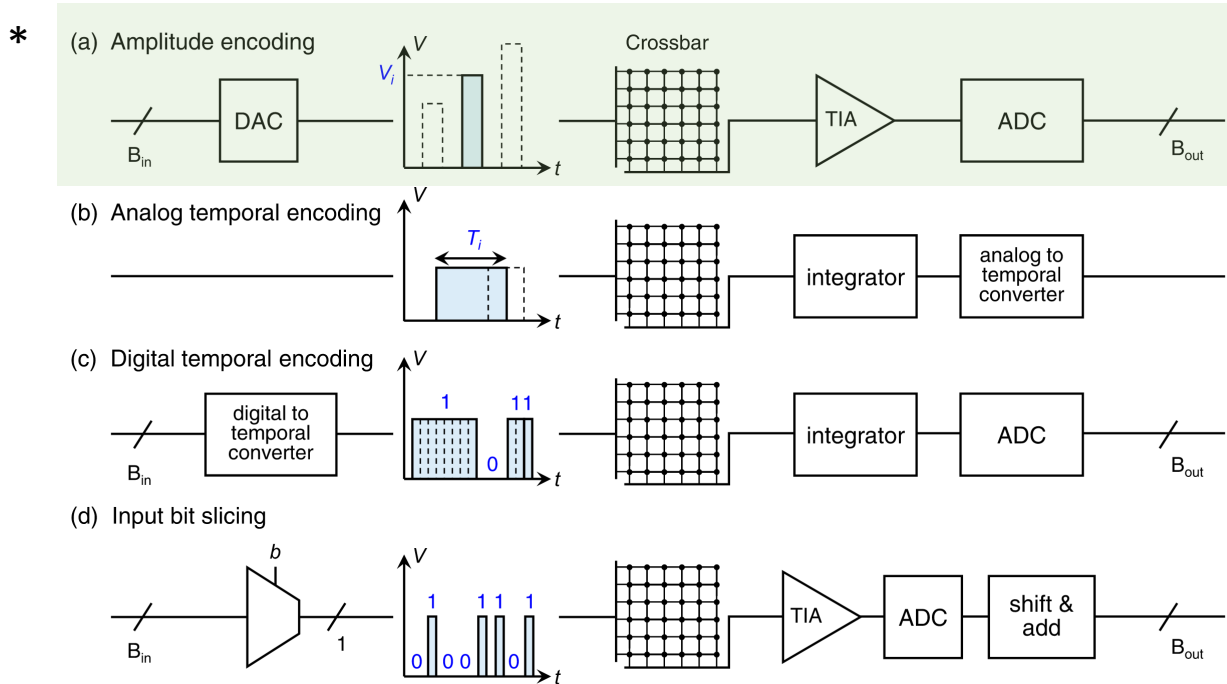 *
(a) Amplitude encoding
V
V_i
t
Crossbar
B_in
DAC
TIA
ADC
B_out
(b) Analog temporal encoding
V
T_i
t
integrator
analog to
temporal
converter
(c) Digital temporal encoding
V
1
11
0
t
B_in
digital to
temporal
converter
integrator
ADC
B_out
(d) Input bit slicing
b
B_in
1
V
1
1 1
1
0
0 0
0
t
TIA
ADC
shift &
add
B_out